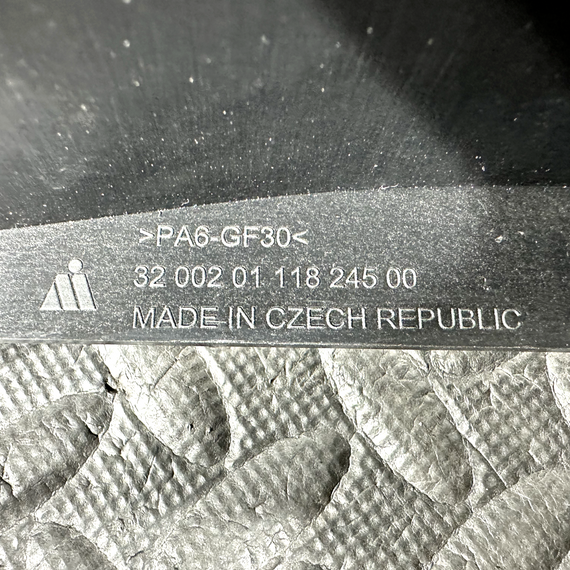 >PA6-GF30<
32 002 01 118 245 00
MADE IN CZECH REPUBLIC